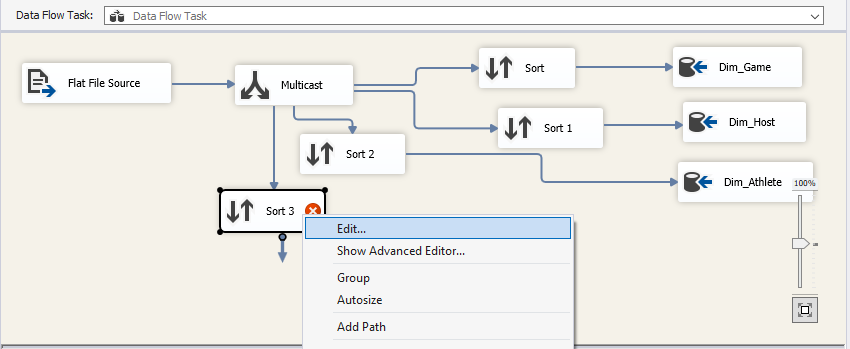 Data Flow Task:
Data Flow Task
Flat File Source
Multicast
Sort
Dim_Game
Sort 1
Dim_Host
Sort 2
Dim_Athlete
100%
Sort 3
Edit...
Show Advanced Editor...
Group
Autosize
Add Path